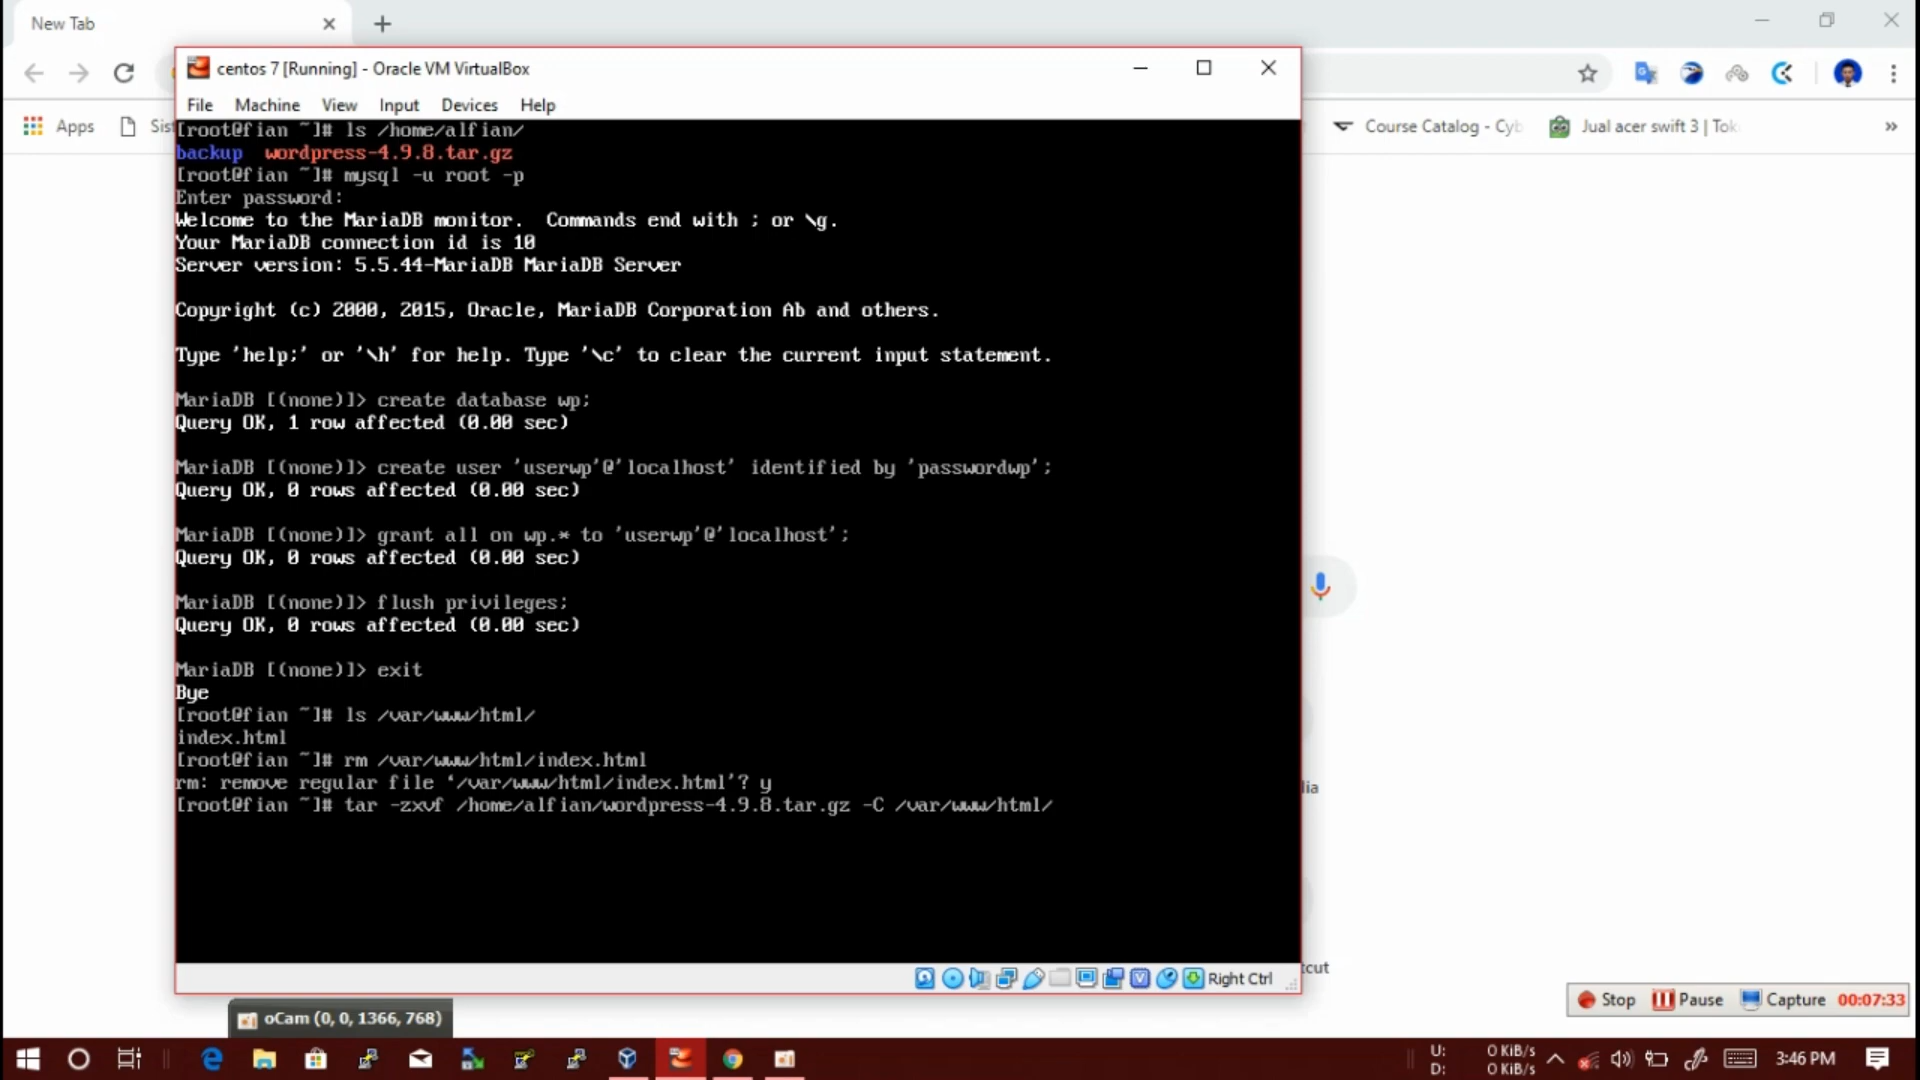 New Tab
centos 7 [Running] - Oracle VM VirtualBox
File Machine View Input Devices Help
Apps
Course Catalog - Cyb
Jual acer swift 3 | Tok
[root@fian ~]# ls /home/alfian/
backup  wordpress-4.9.8.tar.gz
[root@fian ~]# mysql -u root -p
Enter password:
Welcome to the MariaDB monitor.  Commands end with ; or \g.
Your MariaDB connection id is 10
Server version: 5.5.44-MariaDB MariaDB Server
Copyright (c) 2000, 2015, Oracle, MariaDB Corporation Ab and others.
Type 'help;' or '\h' for help. Type '\c' to clear the current input statement.
MariaDB [(none)]> create database wp;
Query OK, 1 row affected (0.00 sec)
MariaDB [(none)]> create user 'userwp'@'localhost' identified by 'passwordwp';
Query OK, 0 rows affected (0.00 sec)
MariaDB [(none)]> grant all on wp.* to 'userwp'@'localhost';
Query OK, 0 rows affected (0.00 sec)
MariaDB [(none)]> flush privileges;
Query OK, 0 rows affected (0.00 sec)
MariaDB [(none)]> exit
Bye
[root@fian ~]# ls /var/www/html/
index.html
[root@fian ~]# rm /var/www/html/index.html
rm: remove regular file ‘/var/www/html/index.html’? y
[root@fian ~]# tar -zxvf /home/alfian/wordpress-4.9.8.tar.gz -C /var/www/html/
Right Ctrl
Stop Pause Capture 00:07:33
oCam (0, 0, 1366, 768)
U: 0 KiB/s
D: 0 KiB/s
3:46 PM